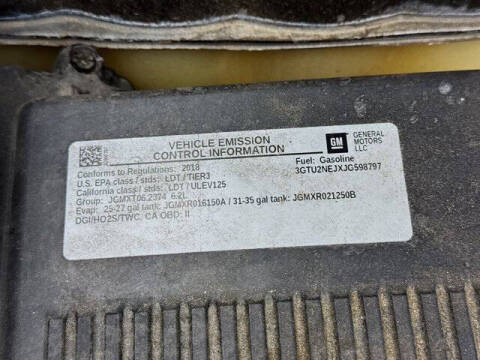 VEHICLE EMISSION
CONTROL INFORMATION
GM
GENERAL
MOTORS
LLC
Conforms to Regulations: 2018
Fuel: Gasoline
U.S. EPA class / stds: LDT / TIER3
3GTU2NEJXJG598797
California class / stds: LDT / ULEV125
Group: JGMXT06.2374 6.2L
Evap: 25-27 gal tank: JGMXR016150A / 31-35 gal tank: JGMXR021250B
DGI/HO2S/TWC, CA OBD: II